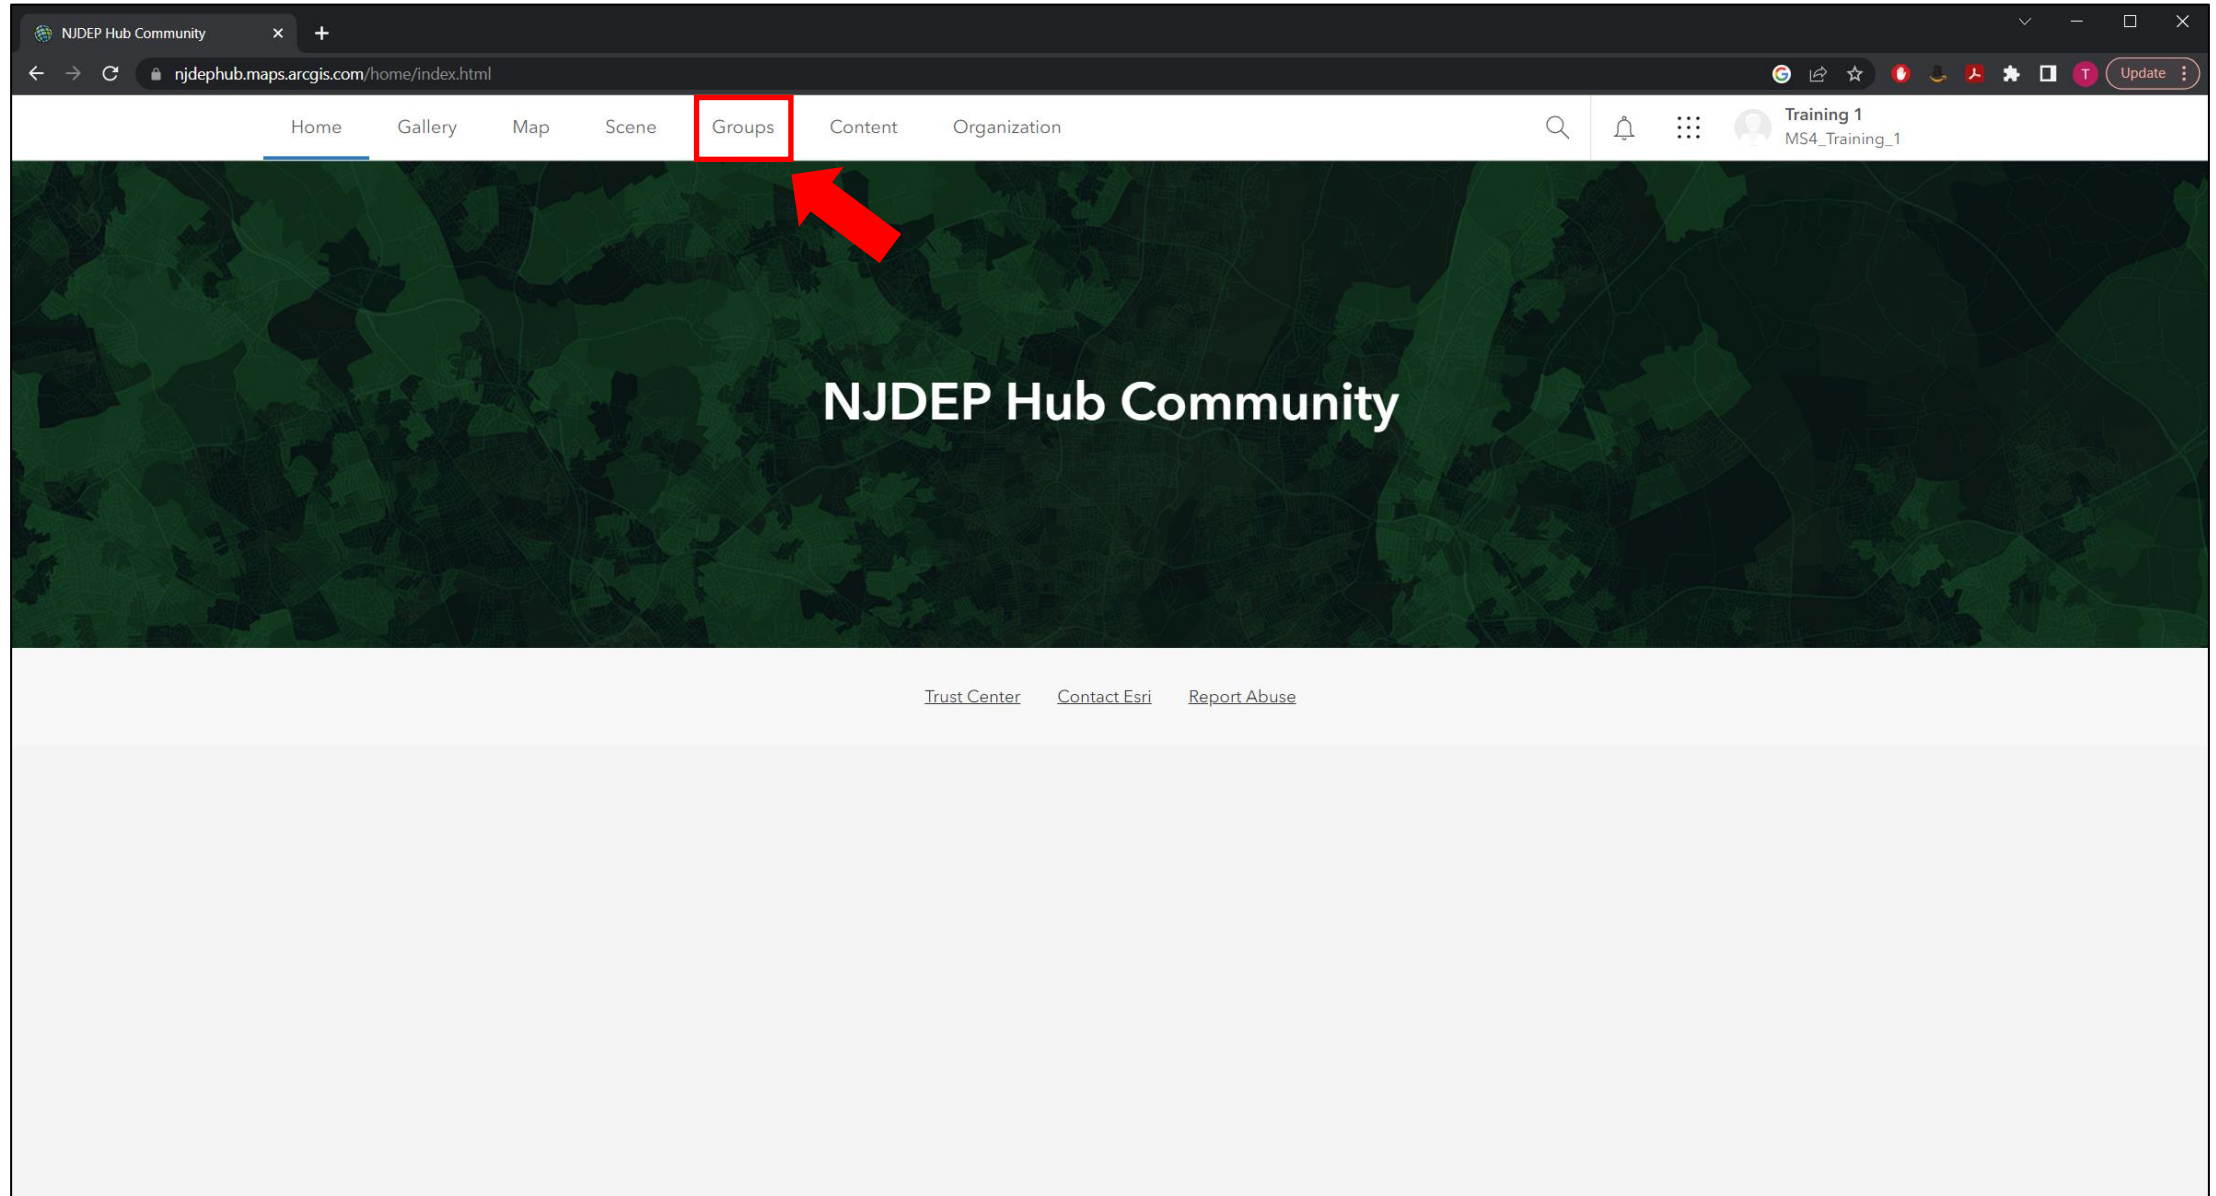 NJDEP Hub Community
njdephub.maps.arcgis.com/home/index.html
T Update
Home Gallery Map Scene Groups Content Organization
Training 1
MS4_Training_1
NJDEP Hub Community
Trust Center Contact Esri Report Abuse